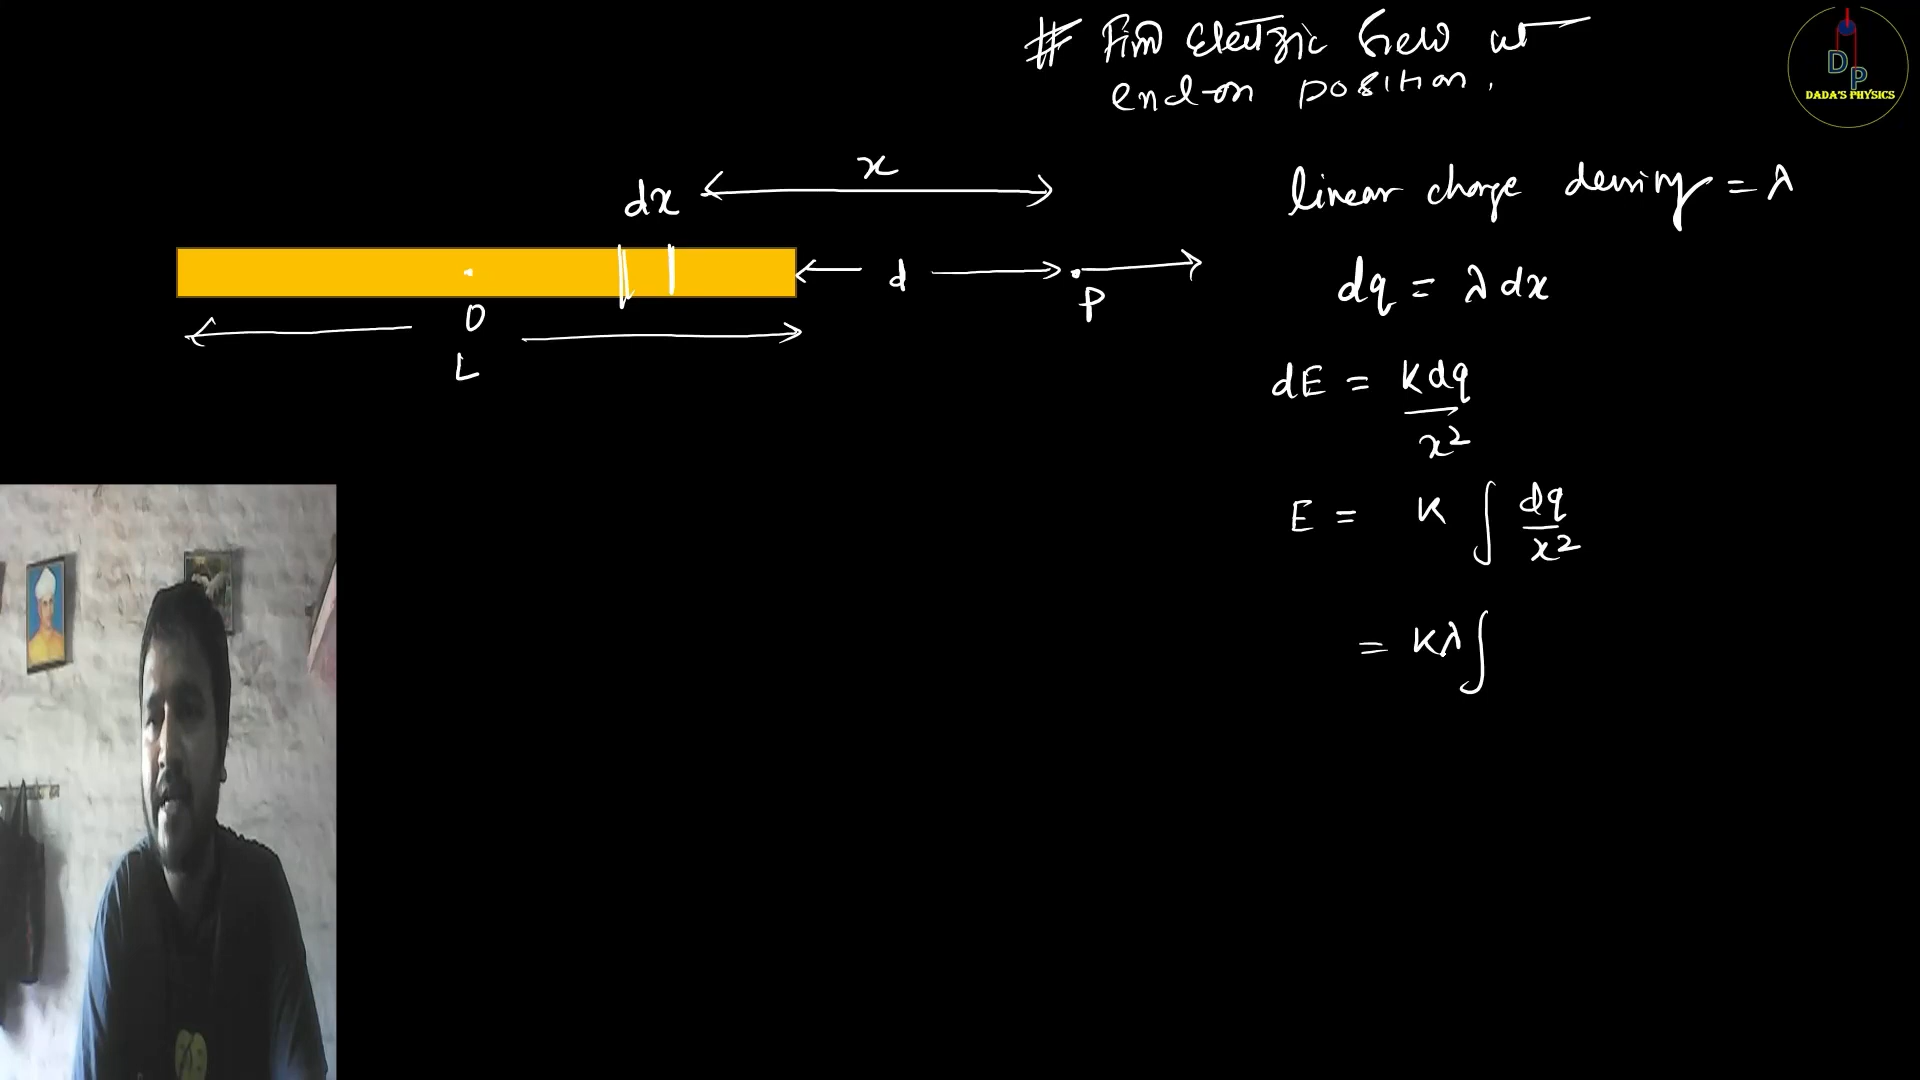 # Find Electric field at
end-on position.
DP
DADA'S PHYSICS
x
dx
linear charge density = λ
d
P
O
L
dq = λ dx
dE = K dq / x²
E = K ∫ dq / x²
= Kλ ∫